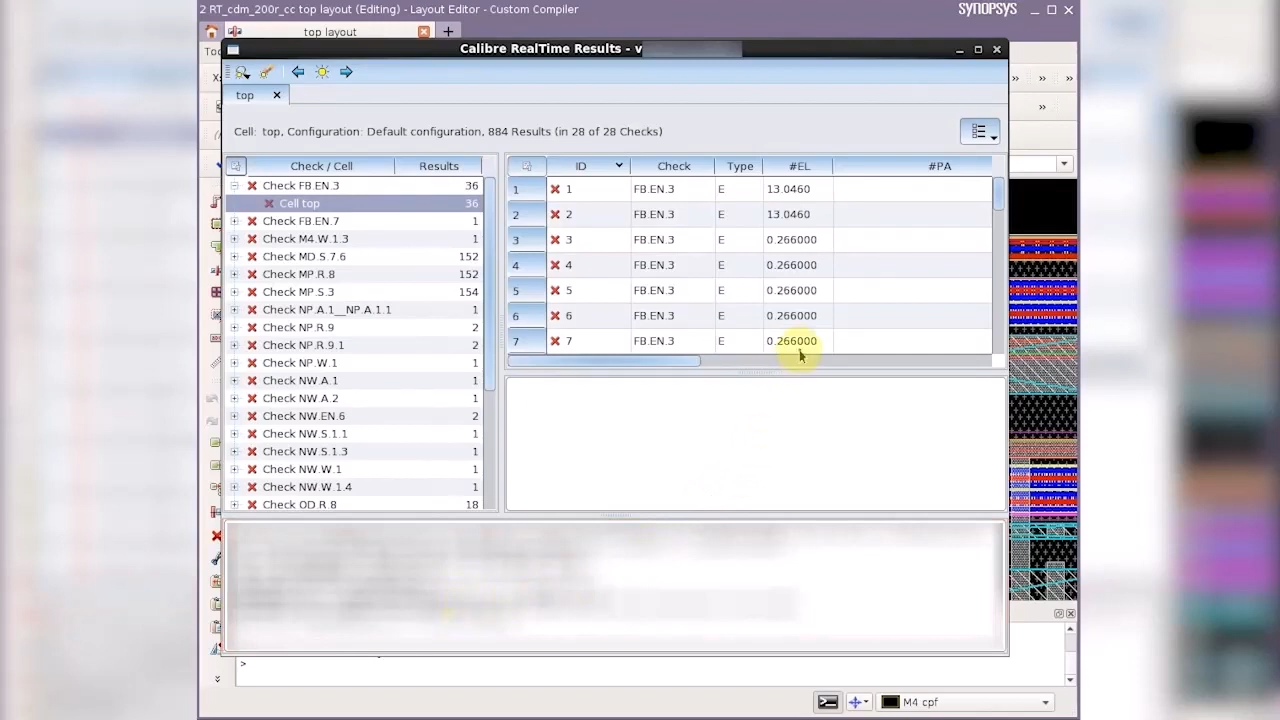 2 RT_cdm_200r_cc top layout (Editing) - Layout Editor - Custom Compiler
SYNOPSYS
top layout
Calibre RealTime Results - v
top
Cell: top, Configuration: Default configuration, 884 Results (in 28 of 28 Checks)
Check / Cell Results
Check FB.EN.3 36
Cell top 36
Check FB.EN.7 1
Check M4.W.1.3 1
Check MD.S.7.6 152
Check MP.R.8 152
Check MP.S.3 154
Check NP.A.1__NP.A.1.1 1
Check NP.R.9 2
Check NP.R.9.1 2
Check NP.W.1 1
Check NW.A.1 1
Check NW.A.2 1
Check NW.EN.6 2
Check NW.S.1.1 1
Check NW.S.1.3 1
Check NW.W.1 1
Check NW.W.1.4 1
Check OD.R.8 18
ID Check Type #EL #PA
1 1 FB.EN.3 E 13.0460
2 2 FB.EN.3 E 13.0460
3 3 FB.EN.3 E 0.266000
4 4 FB.EN.3 E 0.266000
5 5 FB.EN.3 E 0.266000
6 6 FB.EN.3 E 0.266000
7 7 FB.EN.3 E 0.266000
>
M4 cpf